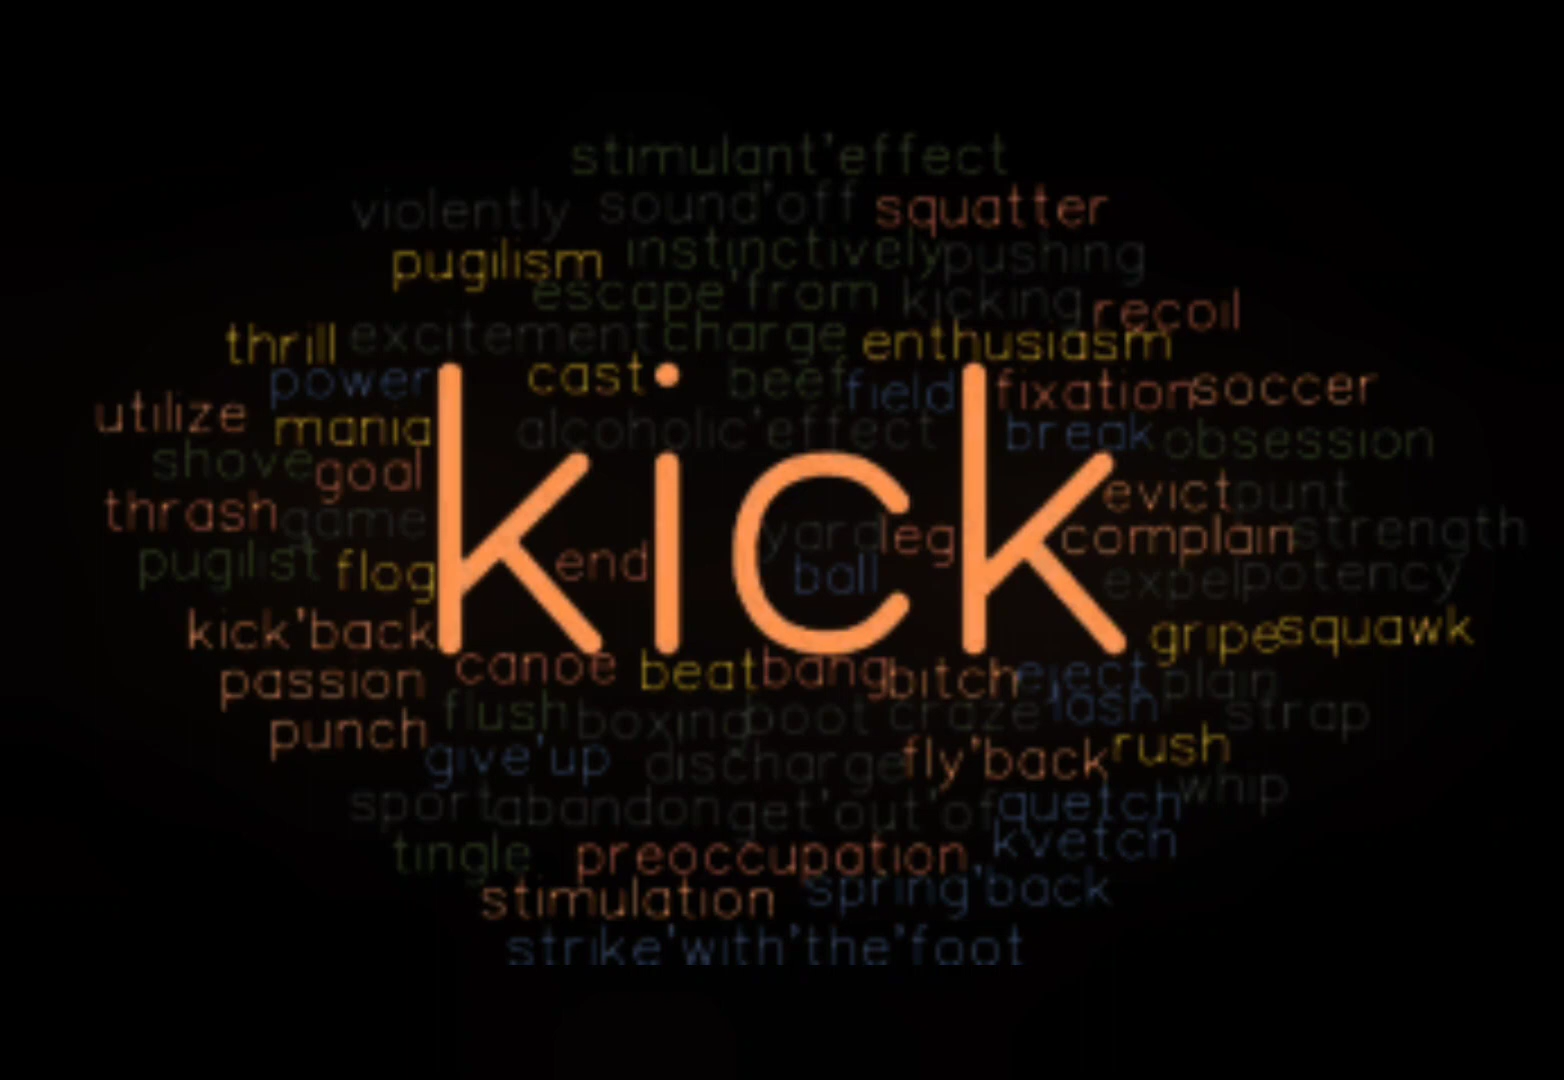 stimulant'effect
violently sound'off squatter
pugilism instinctively pushing
escape'from kicking recoil
thrill excitement charge enthusiasm
power cast beef field fixation soccer
utilize mania alcoholic'effect break obsession
shove goal
kick
evict punt
thrash game yard leg complain strength
pugilist flog end ball expel potency
kick'back gripe squawk
passion canoe beat bang bitch eject plain
punch flush boxing boot craze lash strap
give'up discharge fly'back rush
whip
sport abandon get'out'of quetch
tingle preoccupation kvetch
stimulation spring'back
strike'with'the'foot